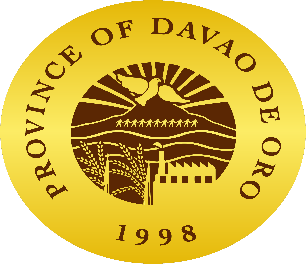 PROVINCE OF DAVAO DE ORO
1998